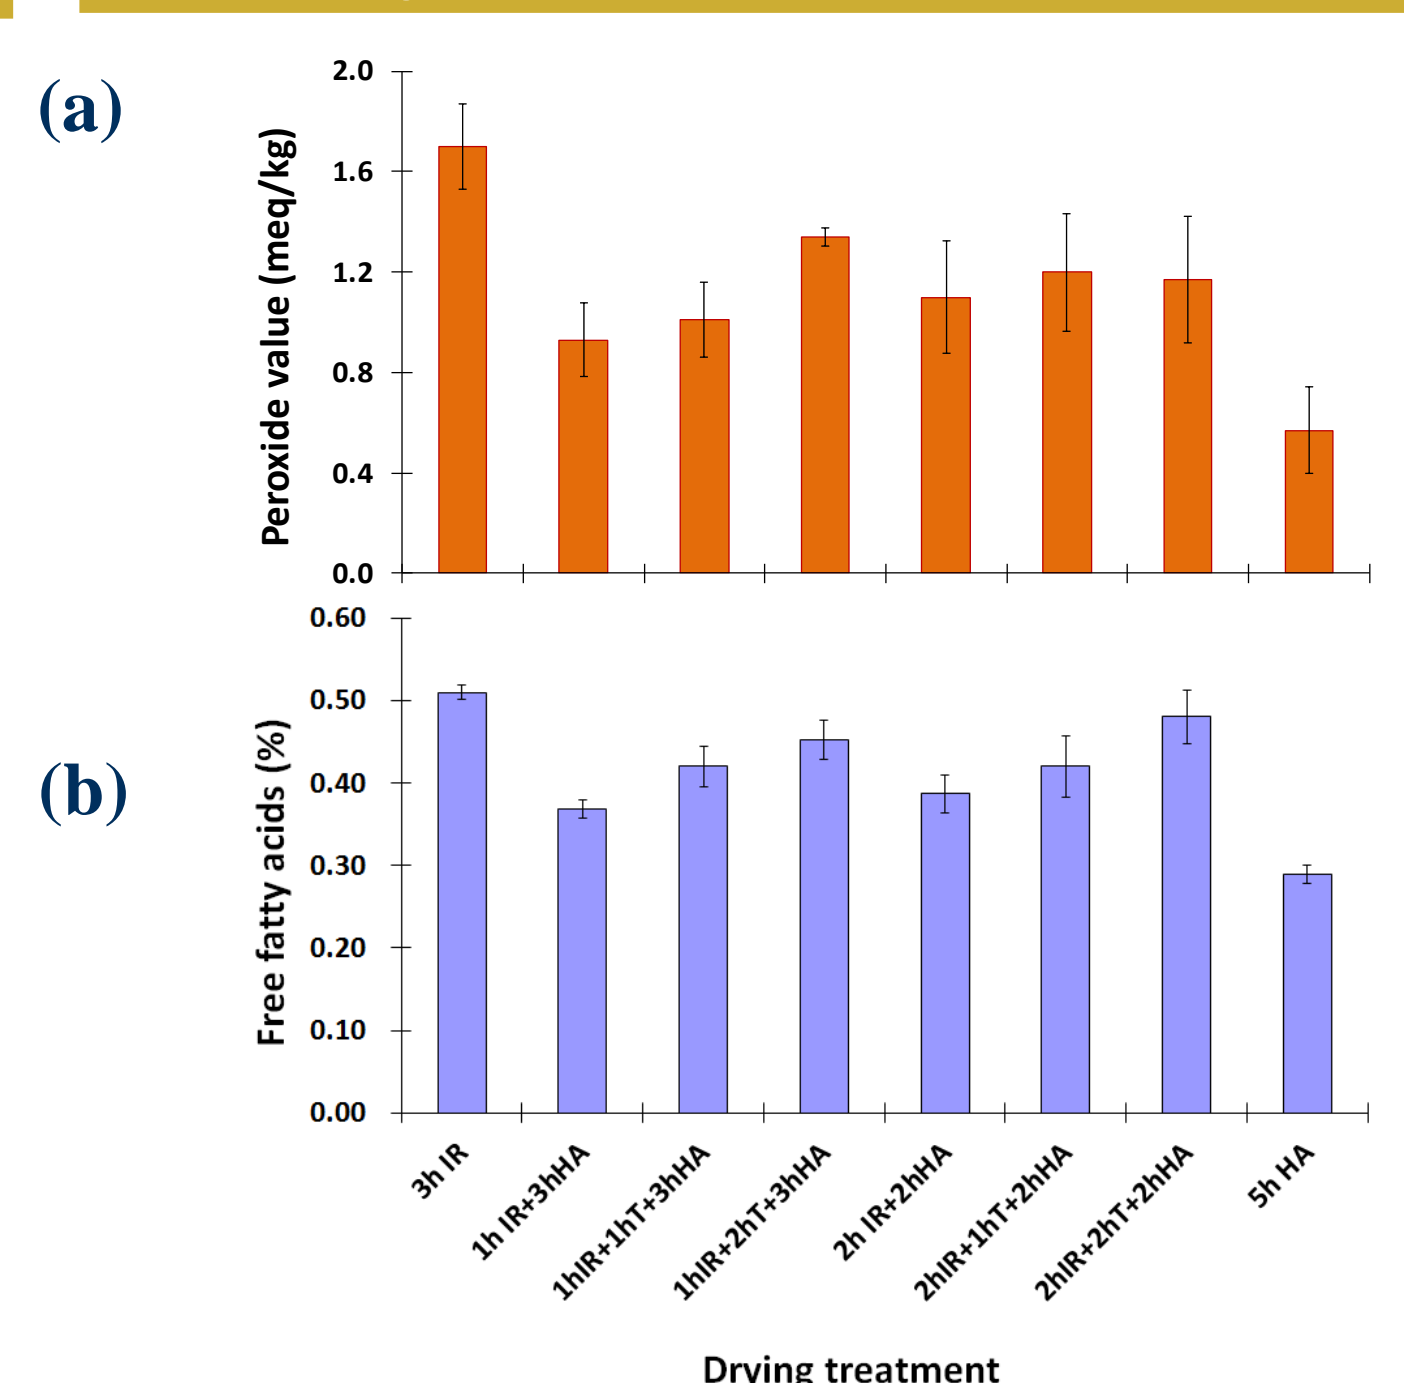 (a)
Peroxide value (meq/kg)
2.0
1.6
1.2
0.8
0.4
0.0
(b)
Free fatty acids (%)
0.60
0.50
0.40
0.30
0.20
0.10
0.00
3h IR
1h IR+3hHA
1hIR+1hT+3hHA
1hIR+2hT+3hHA
2h IR+2hHA
2hIR+1hT+2hHA
2hIR+2hT+2hHA
5h HA
Drying treatment